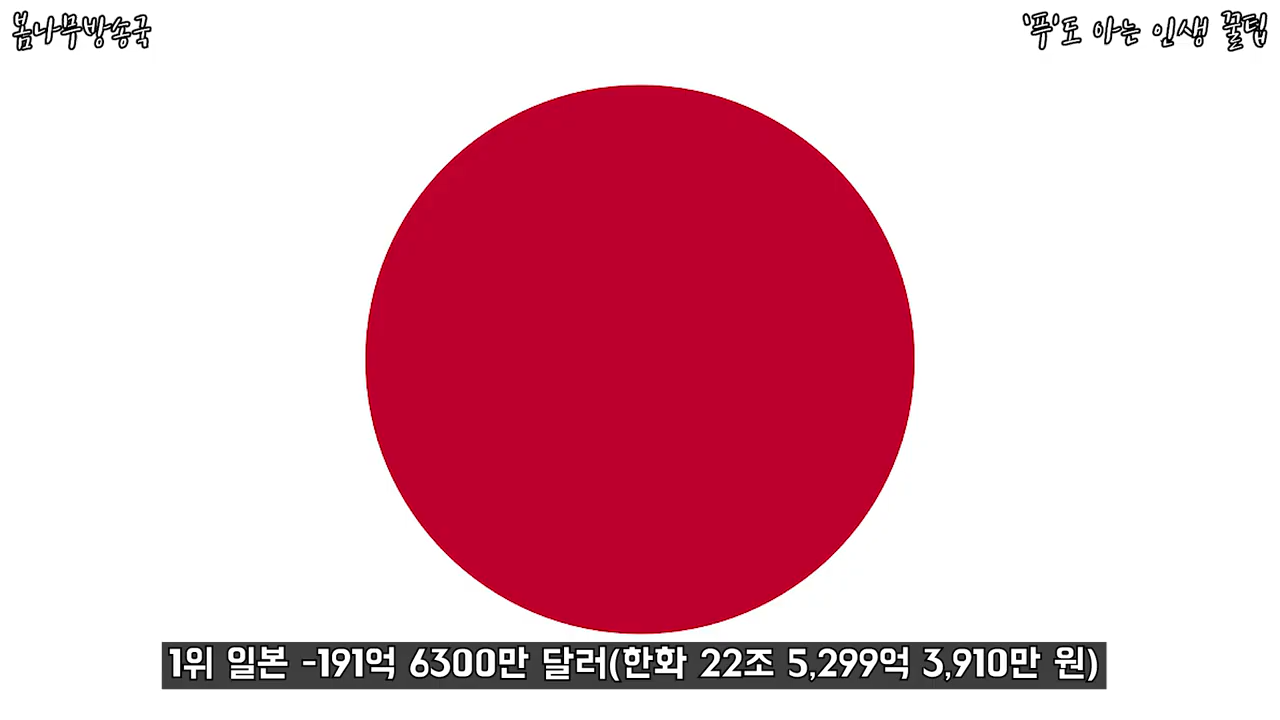 봄나무방송국
'푸'도 아는 인생 꿀팁
1위 일본 -191억 6300만 달러(한화 22조 5,299억 3,910만 원)